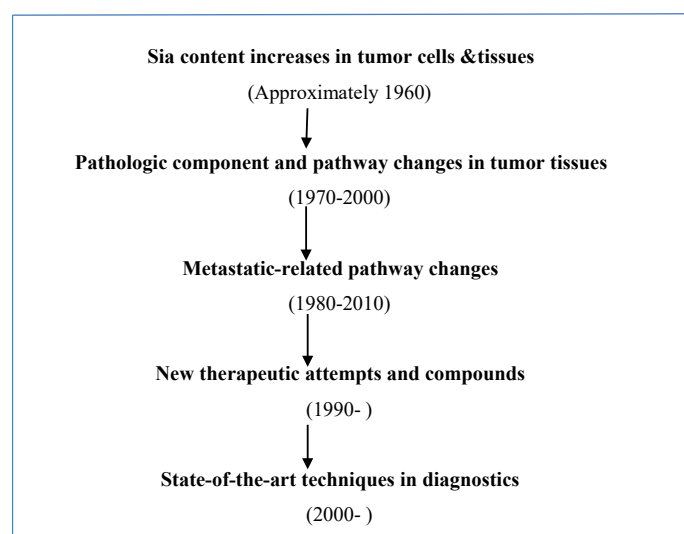 Sia content increases in tumor cells &tissues
(Approximately 1960)
Pathologic component and pathway changes in tumor tissues
(1970-2000)
Metastatic-related pathway changes
(1980-2010)
New therapeutic attempts and compounds
(1990- )
State-of-the-art techniques in diagnostics
(2000- )